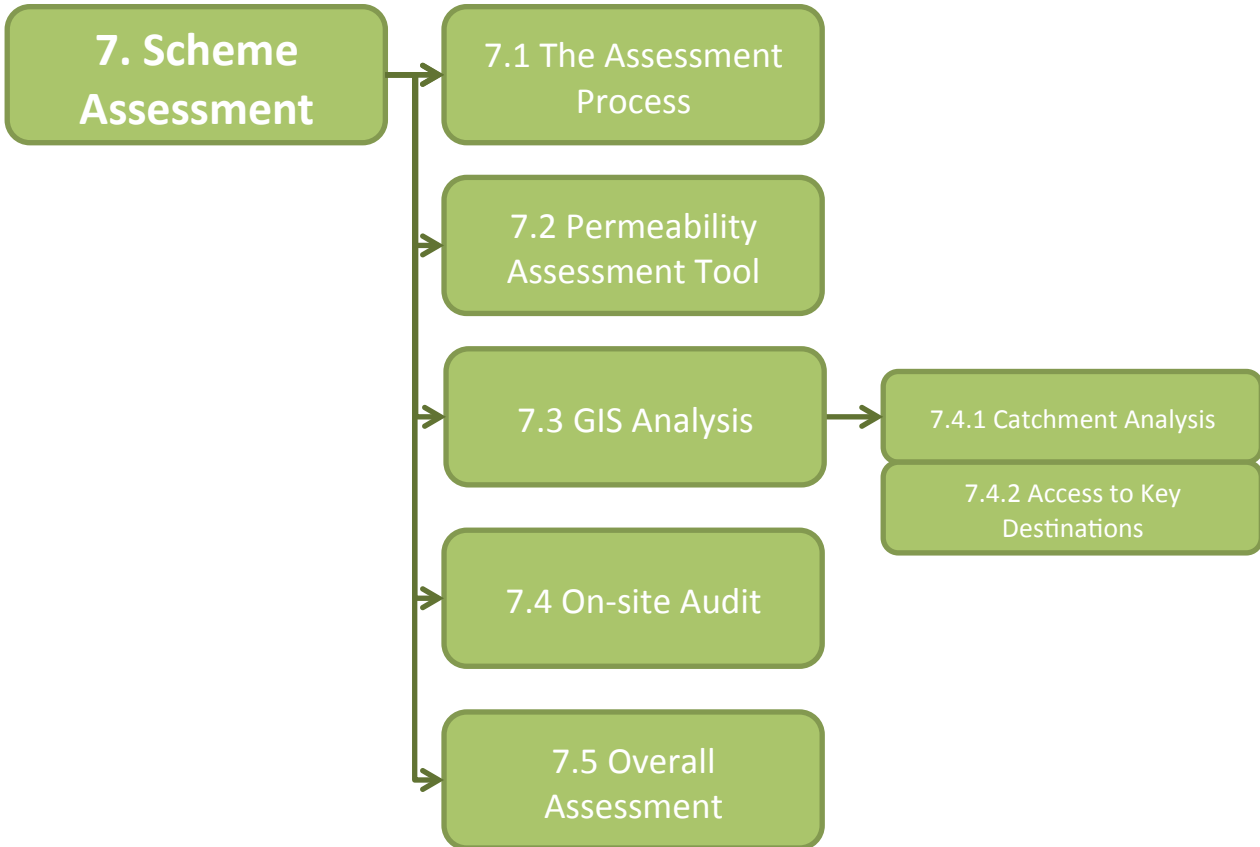 7. Scheme
Assessment
7.1 The Assessment
Process
7.2 Permeability
Assessment Tool
7.3 GIS Analysis
7.4.1 Catchment Analysis
7.4.2 Access to Key
Destinations
7.4 On-site Audit
7.5 Overall
Assessment